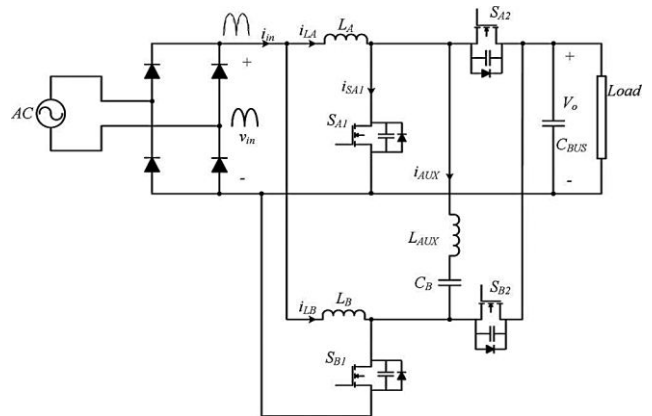 L_A
S_A2
i_in
i_LA
+
+
AC
i_SA1
S_A1
V_o
Load
v_in
C_BUS
-
-
i_AUX
L_AUX
C_B
S_B2
i_LB
L_B
S_B1